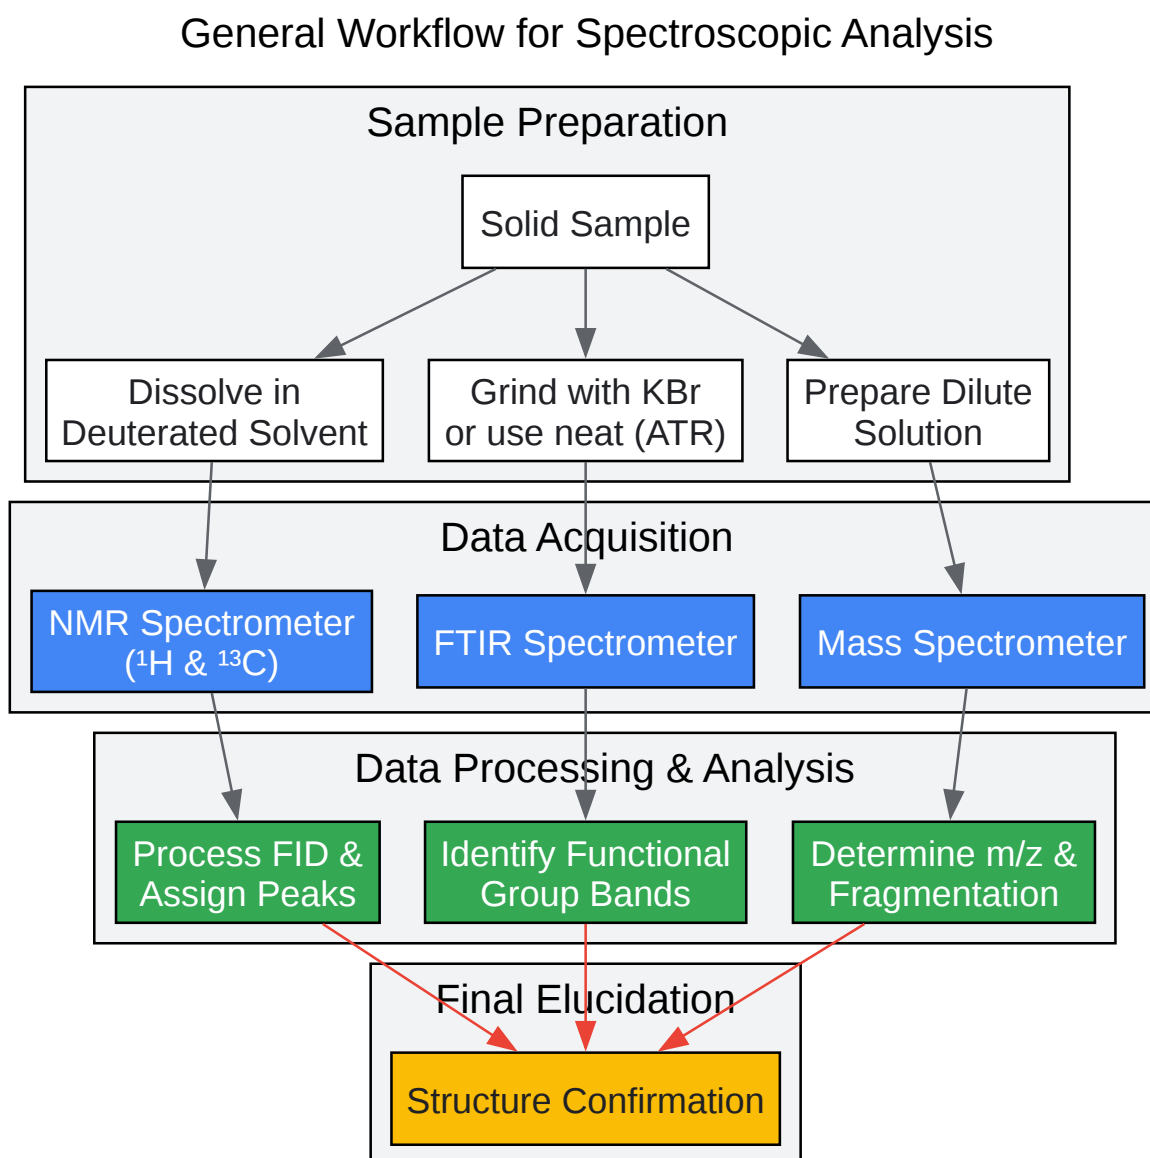 General Workflow for Spectroscopic Analysis
Sample Preparation
Solid Sample
Dissolve in
Deuterated Solvent
Grind with KBr
or use neat (ATR)
Prepare Dilute
Solution
Data Acquisition
NMR Spectrometer
(¹H & ¹³C)
FTIR Spectrometer
Mass Spectrometer
Data Processing & Analysis
Process FID &
Assign Peaks
Identify Functional
Group Bands
Determine m/z &
Fragmentation
Final Elucidation
Structure Confirmation